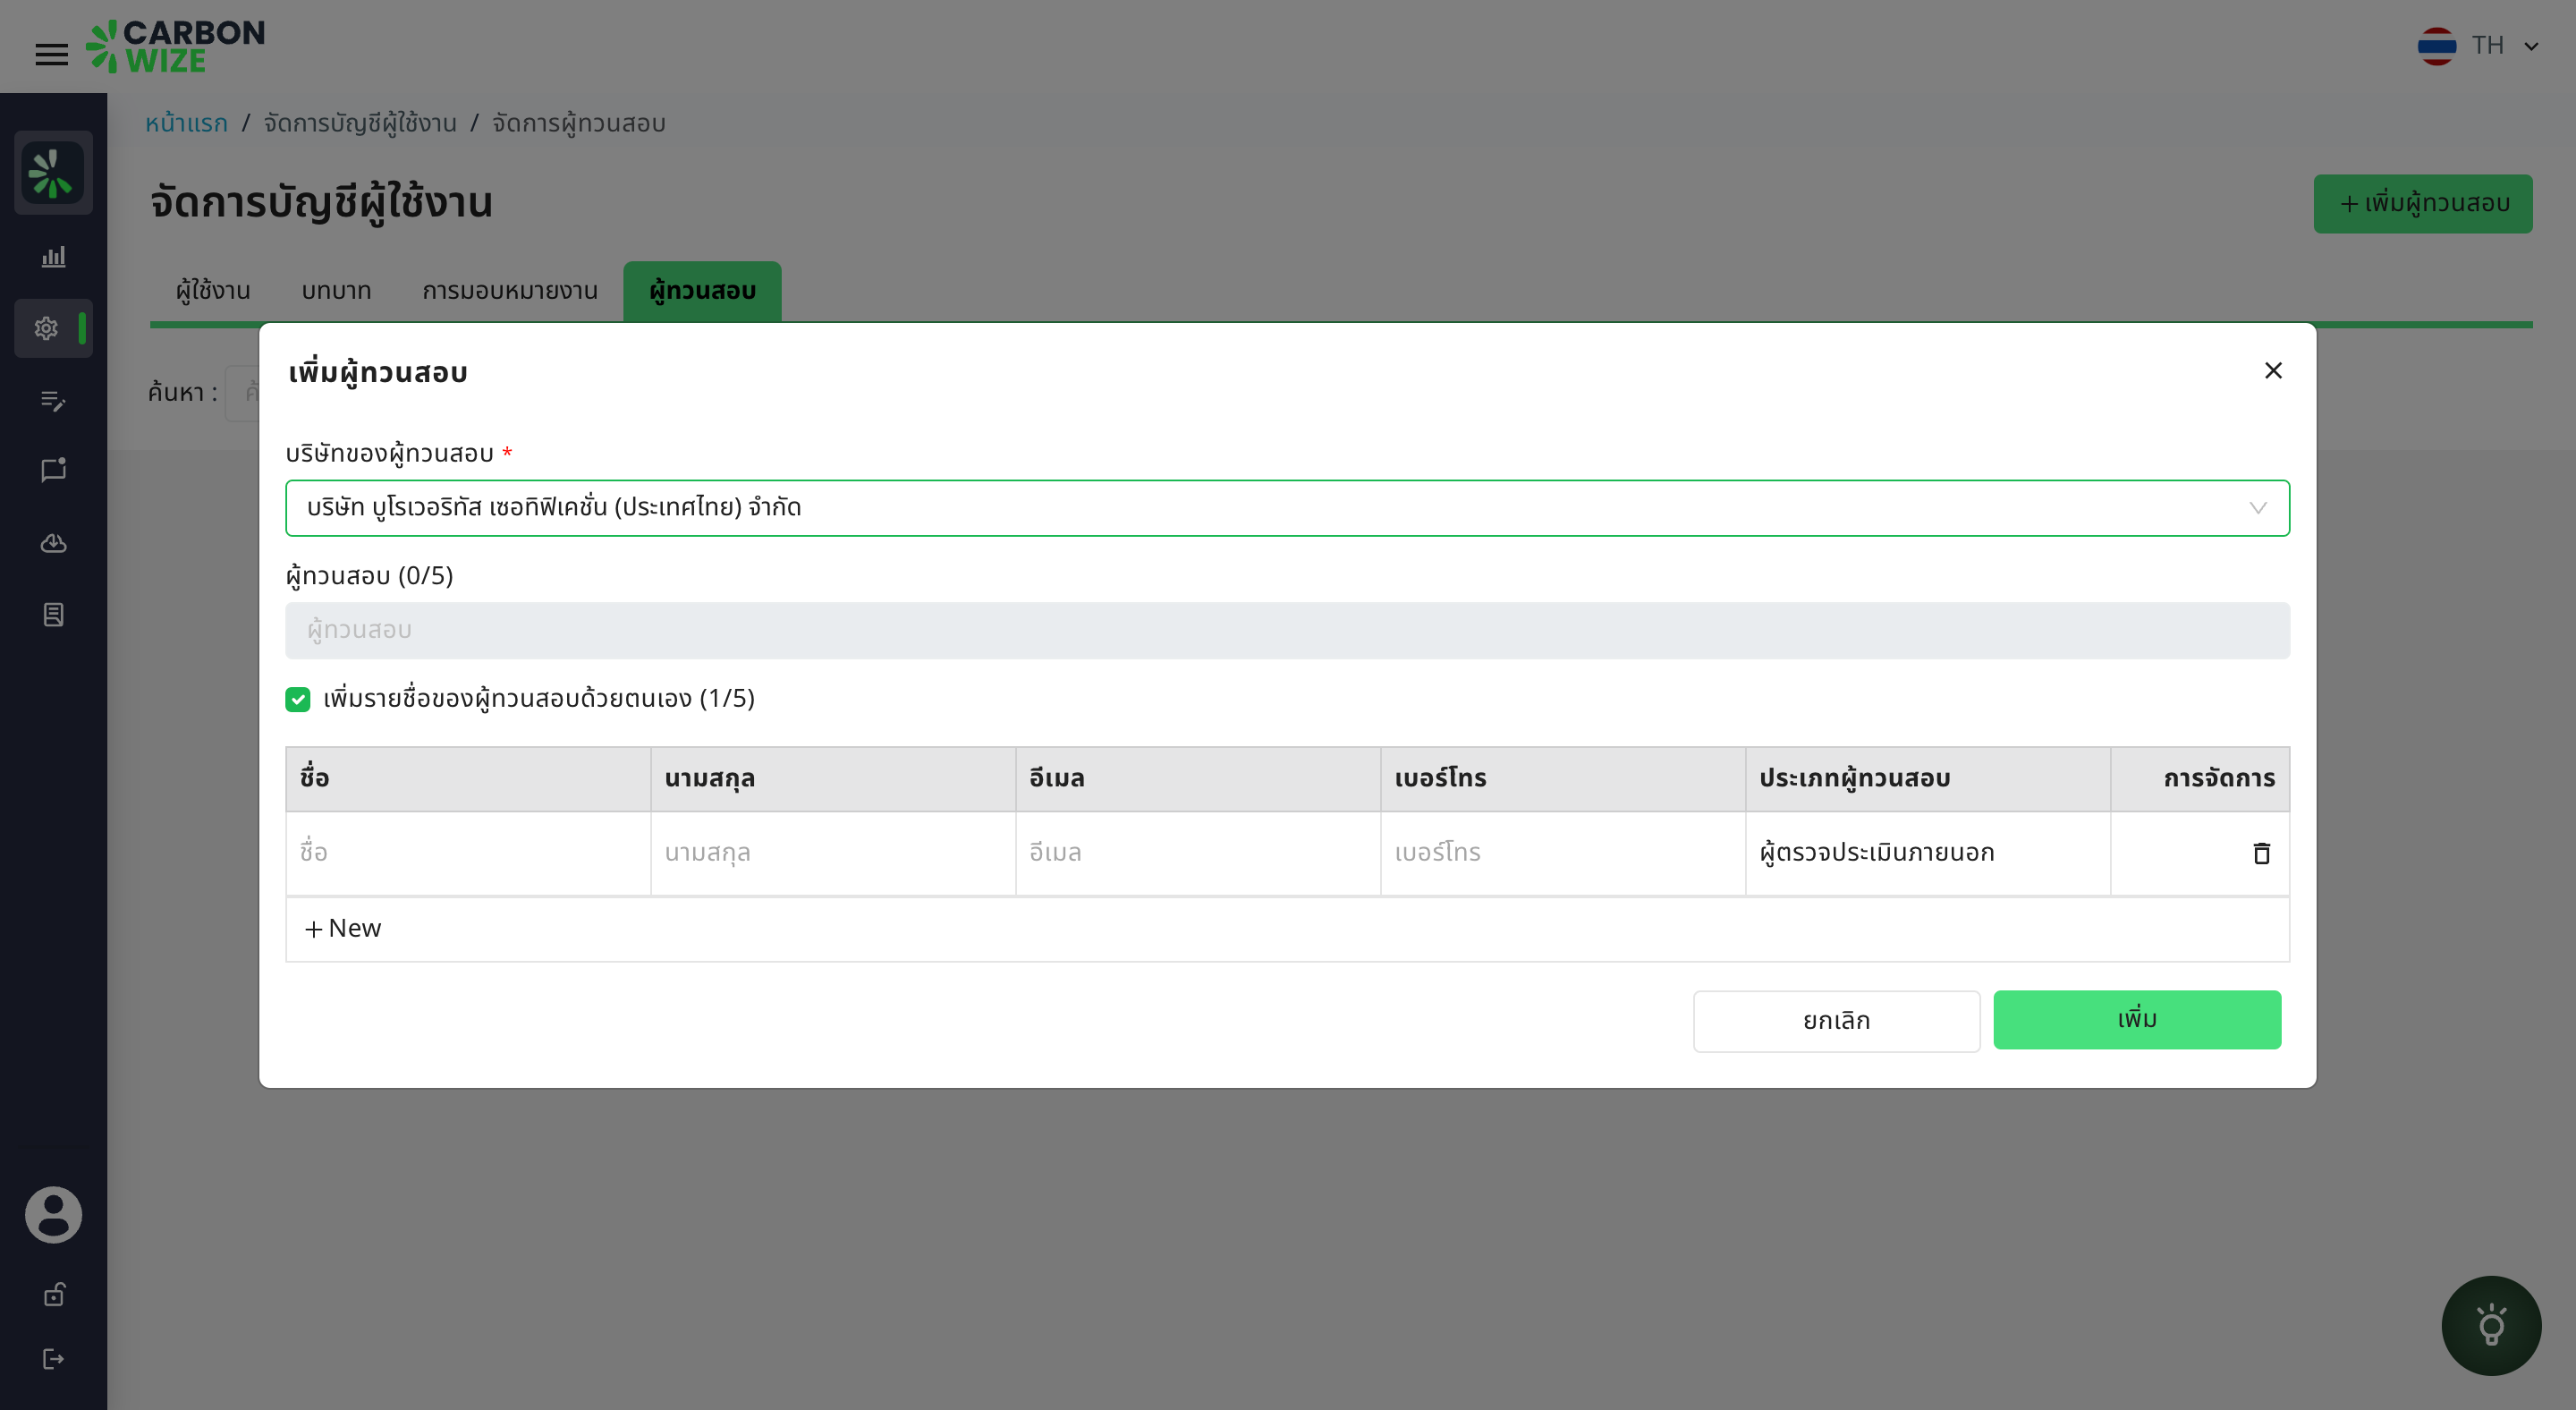 CARBON
WIZE
TH
หน้าแรก / จัดการบัญชีผู้ใช้งาน / จัดการผู้ทวนสอบ
จัดการบัญชีผู้ใช้งาน
+ เพิ่มผู้ทวนสอบ
ผู้ใช้งาน บทบาท การมอบหมายงาน ผู้ทวนสอบ
ค้นหา :
เพิ่มผู้ทวนสอบ
บริษัทของผู้ทวนสอบ *
บริษัท บูโรเวอริทัส เซอทิฟิเคชั่น (ประเทศไทย) จำกัด
ผู้ทวนสอบ (0/5)
ผู้ทวนสอบ
เพิ่มรายชื่อของผู้ทวนสอบด้วยตนเอง (1/5)
ชื่อ นามสกุล อีเมล เบอร์โทร ประเภทผู้ทวนสอบ การจัดการ
ชื่อ นามสกุล อีเมล เบอร์โทร ผู้ตรวจประเมินภายนอก
+ New
ยกเลิก เพิ่ม